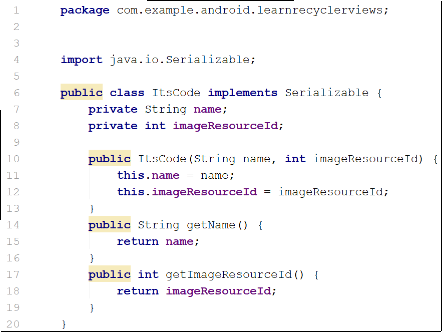 1 package com.example.android.learnrecyclerviews;
2
3
4 import java.io.Serializable;
5
6 public class ItsCode implements Serializable {
7 private String name;
8 private int imageResourceId;
9
10 public ItsCode(String name, int imageResourceId) {
11 this.name name;
12 this.imageResourceId = imageResourceId;
13 }
14 public String getName() {
15 return name;
16 }
17 public int getImageResourceId() {
18 return imageResourceId;
19 }
20 }